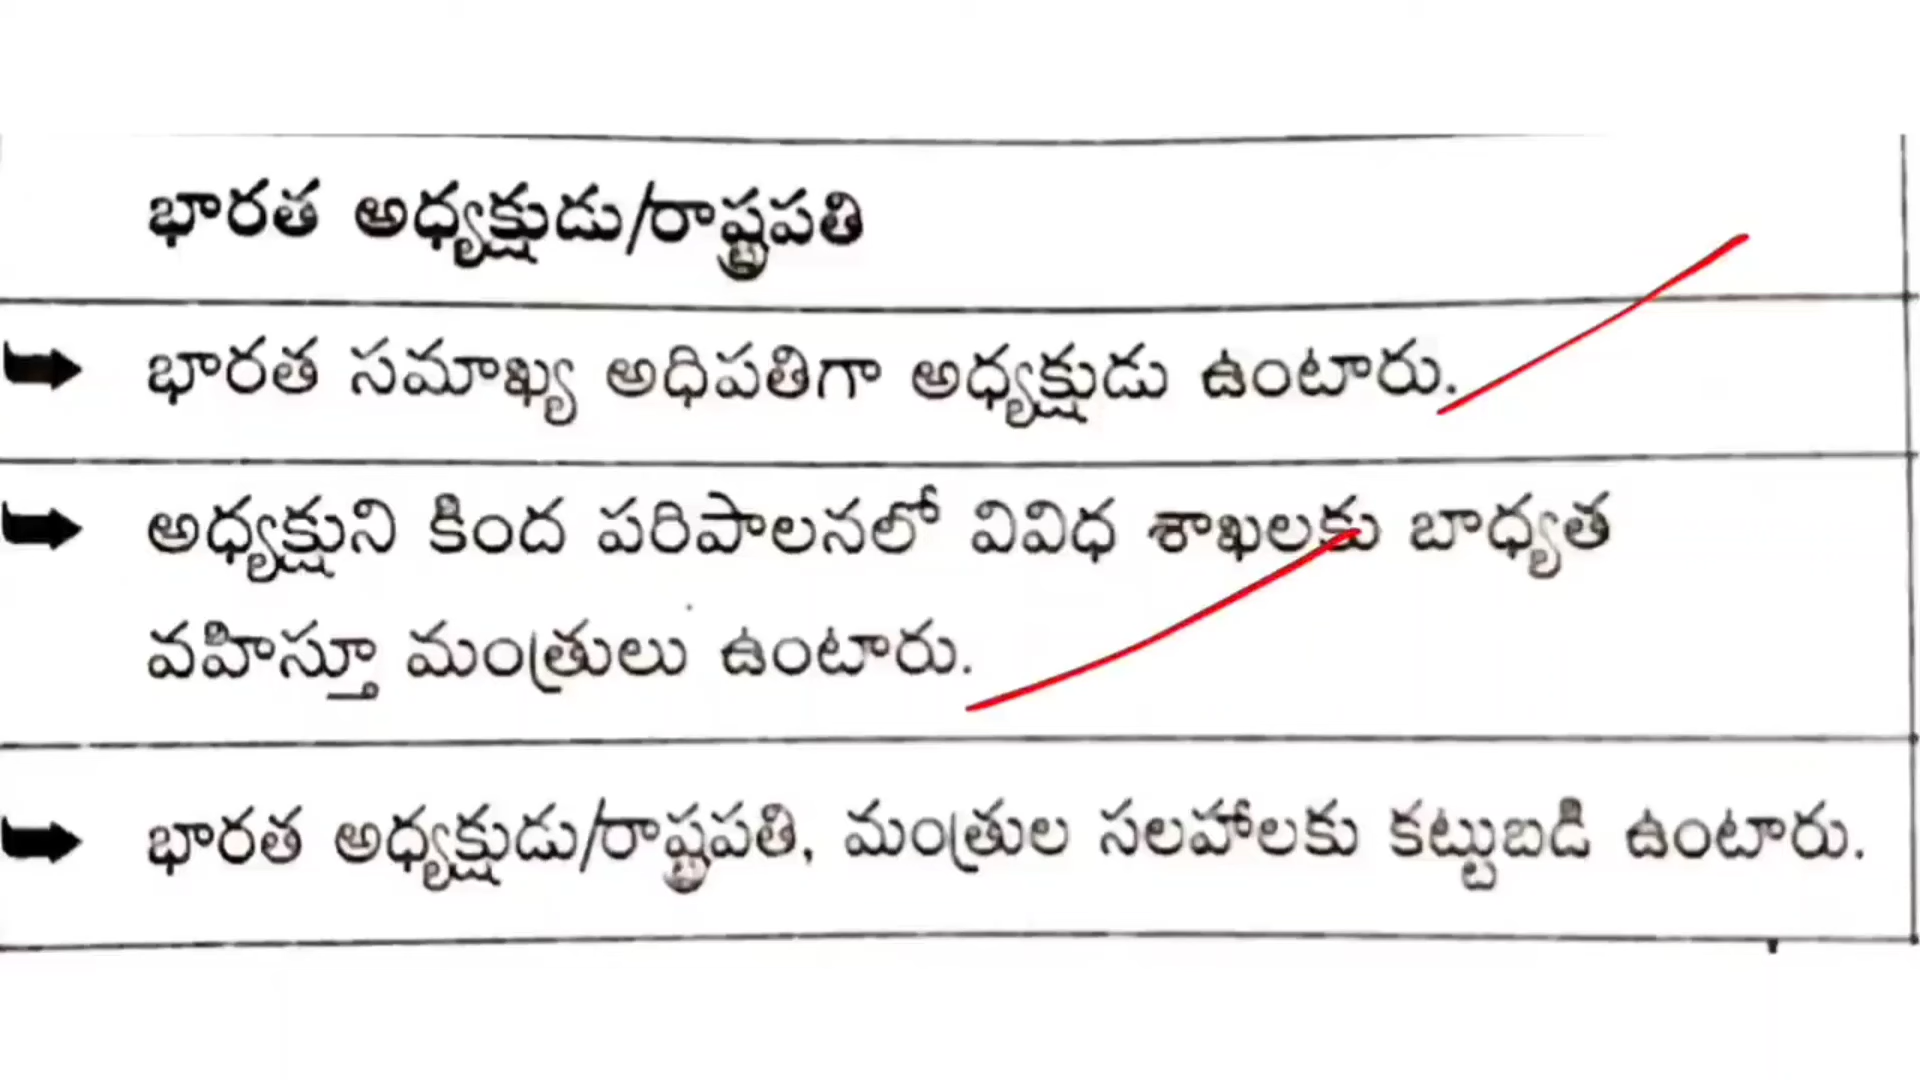 భారత అధ్యక్షుడు/రాష్ట్రపతి
భారత సమాఖ్య అధిపతిగా అధ్యక్షుడు ఉంటారు.
అధ్యక్షుని కింద పరిపాలనలో వివిధ శాఖలకు బాధ్యత
వహిస్తూ మంత్రులు ఉంటారు.
భారత అధ్యక్షుడు/రాష్ట్రపతి, మంత్రుల సలహాలకు కట్టుబడి ఉంటారు.